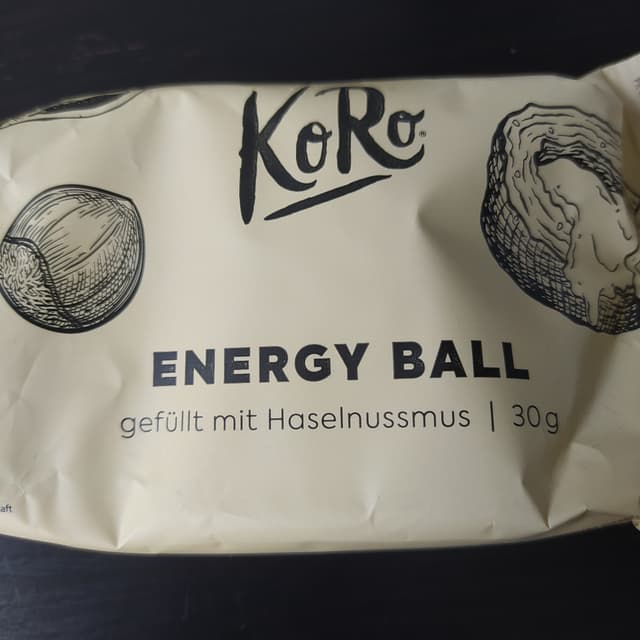 KoRo
ENERGY BALL
gefüllt mit Haselnussmus | 30g